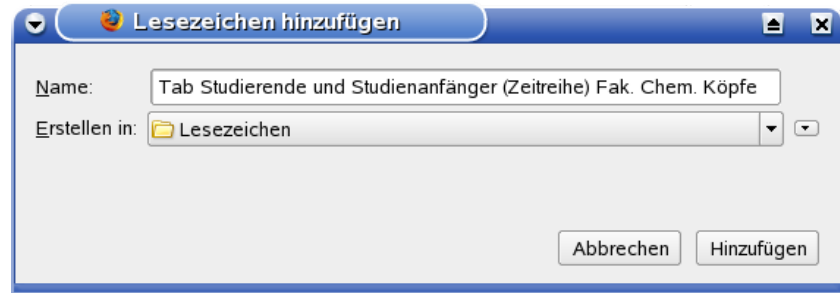 Lesezeichen hinzufügen
Name: Tab Studierende und Studienanfänger (Zeitreihe) Fak. Chem. Köpfe
Erstellen in: Lesezeichen
Abbrechen Hinzufügen